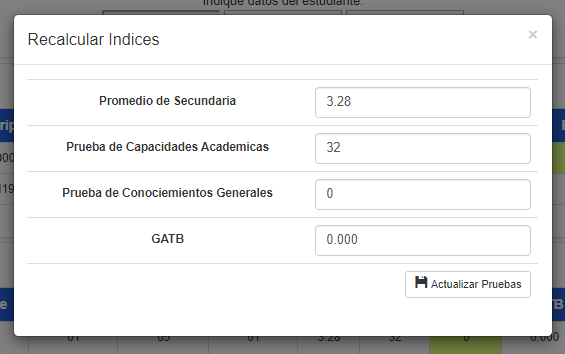 Indique datos del estudiante.
Recalcular Indices
×
Promedio de Secundaria 3.28
Prueba de Capacidades Academicas 32
Prueba de Conociemientos Generales 0
GATB 0.000
Actualizar Pruebas
01 05 01 3.28 32 0 0.000